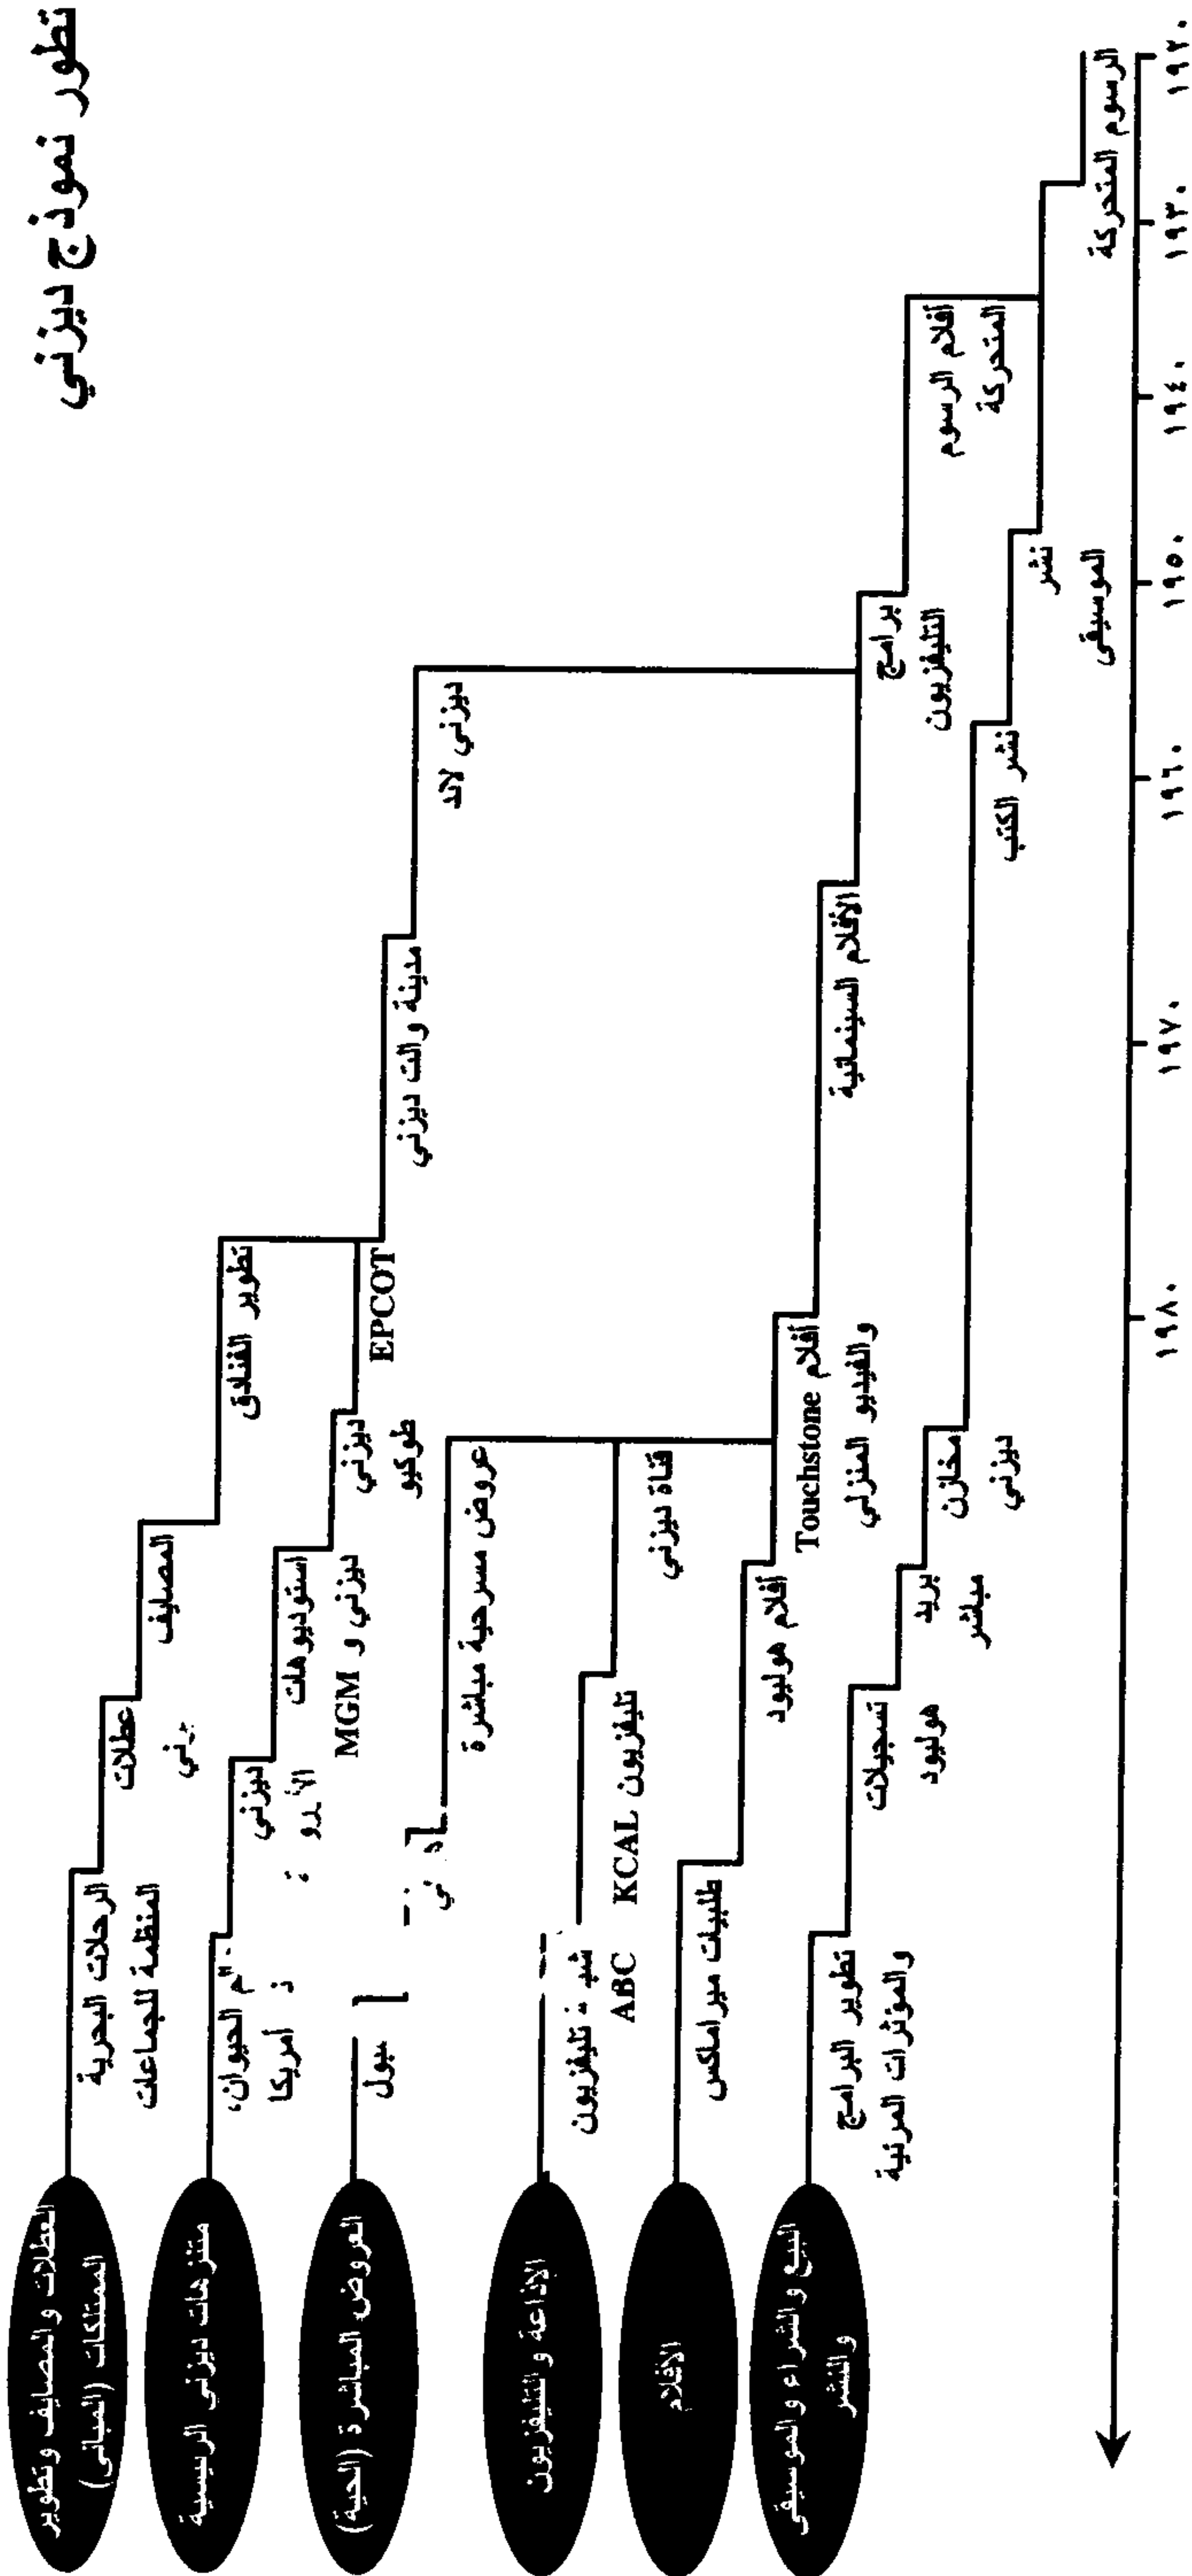 تطور نموذج ديزني
العطلات والمصايف وتطوير
الممتلكات (المباني)
الرحلات البحرية
المنظمة للجماعات
عطلات
المصايف
تطوير الفنادق
متنزهات ديزني الرئيسية
الحيوان،
أمريكا
ديزني
استوديوهات
ديزني و MGM
ديزني
طوكيو
EPCOT
مدينة والت ديزني
ديزني لاند
العروض المباشرة (الحية)
عروض مسرحية مباشرة
الإذاعة والتليفزيون
تليفزيون
ABC
تليفزيون KCAL
قناة ديزني
الأفلام
طلبيات ميراماكس
أفلام هوليود
أفلام Touchstone
والفيديو المنزلي
الأفلام السينمائية
برامج
التليفزيون
أفلام الرسوم
المتحركة
البيع والشراء والموسيقى
والنشر
تطوير البرامج
والمؤثرات المرئية
تسجيلات
هوليود
بريد
مباشر
مخازن
ديزني
نشر الكتب
نشر
الموسيقى
الرسوم المتحركة
١٩٨٠
١٩٧٠
١٩٦٠
١٩٥٠
١٩٤٠
١٩٣٠
١٩٢٠